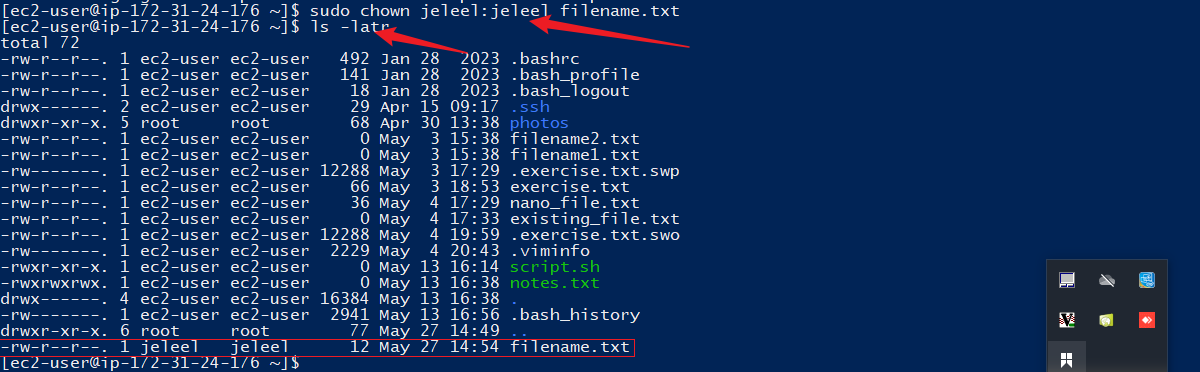 [ec2-user@ip-172-31-24-176 ~]$ sudo chown jeleel:jeleel filename.txt
[ec2-user@ip-172-31-24-176 ~]$ ls -latr
total 72
-rw-r--r--. 1 ec2-user ec2-user   492 Jan 28  2023 .bashrc
-rw-r--r--. 1 ec2-user ec2-user   141 Jan 28  2023 .bash_profile
-rw-r--r--. 1 ec2-user ec2-user    18 Jan 28  2023 .bash_logout
drwx------. 2 ec2-user ec2-user    29 Apr 15 09:17 .ssh
drwxr-xr-x. 5 root     root        68 Apr 30 13:38 photos
-rw-r--r--. 1 ec2-user ec2-user     0 May  3 15:38 filename2.txt
-rw-r--r--. 1 ec2-user ec2-user     0 May  3 15:38 filename1.txt
-rw-r--r--. 1 ec2-user ec2-user 12288 May  3 17:29 .exercise.txt.swp
-rw-r--r--. 1 ec2-user ec2-user    66 May  3 18:53 exercise.txt
-rw-r--r--. 1 ec2-user ec2-user    36 May  4 17:29 nano_file.txt
-rw-r--r--. 1 ec2-user ec2-user     0 May  4 17:33 existing_file.txt
-rw-r--r--. 1 ec2-user ec2-user 12288 May  4 19:59 .exercise.txt.swo
-rw-------. 1 ec2-user ec2-user  2229 May  4 20:43 .viminfo
-rwxr-xr-x. 1 ec2-user ec2-user     0 May 13 16:14 script.sh
-rwxrwxrwx. 1 ec2-user ec2-user     0 May 13 16:38 notes.txt
drwx------. 4 ec2-user ec2-user 16384 May 13 16:38 .
-rw-------. 1 ec2-user ec2-user  2941 May 13 16:56 .bash_history
drwxr-xr-x. 6 root     root        77 May 27 14:49 ..
-rw-r--r--. 1 jeleel   jeleel      12 May 27 14:54 filename.txt
[ec2-user@ip-172-31-24-176 ~]$